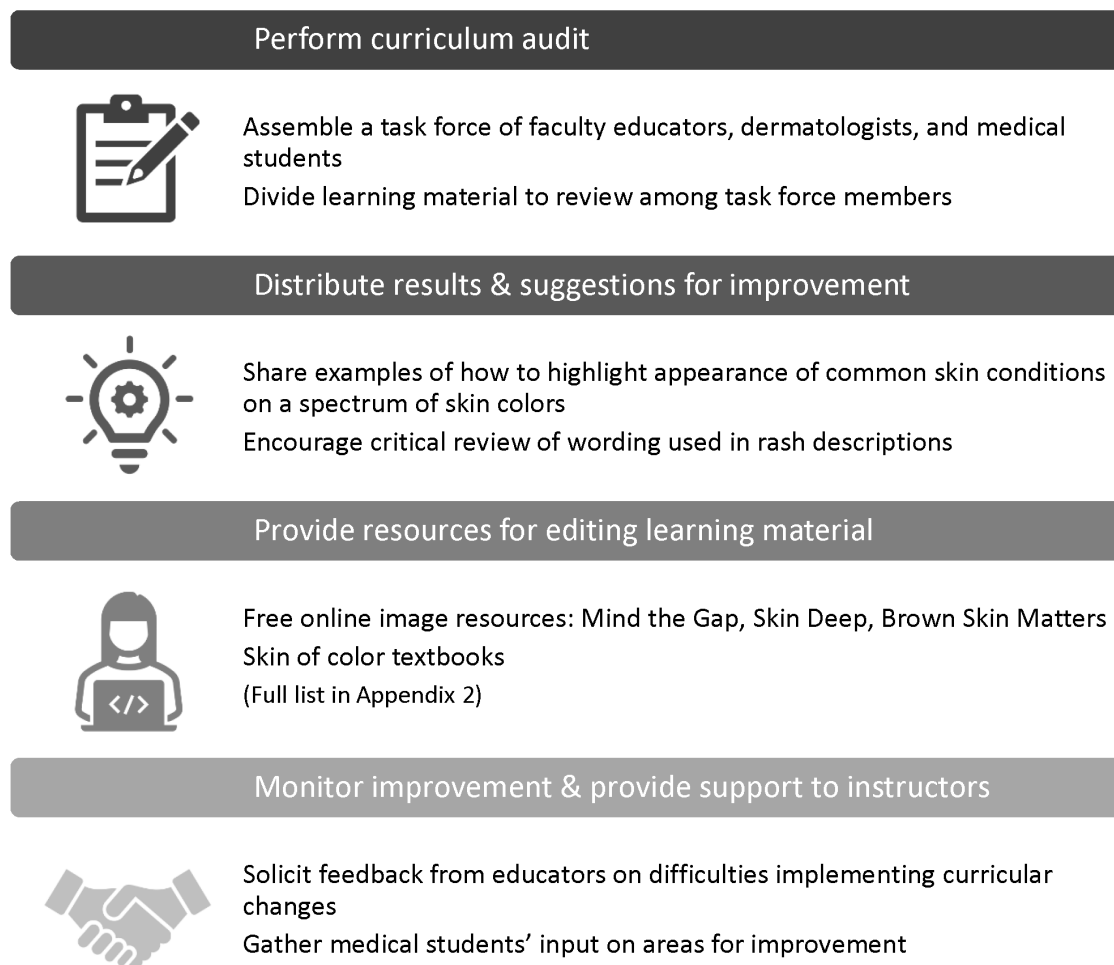 Perform curriculum audit
Assemble a task force of faculty educators, dermatologists, and medical
students
Divide learning material to review among task force members
Distribute results & suggestions for improvement
Share examples of how to highlight appearance of common skin conditions
on a spectrum of skin colors
Encourage critical review of wording used in rash descriptions
Provide resources for editing learning material
Free online image resources: Mind the Gap, Skin Deep, Brown Skin Matters
Skin of color textbooks
(Full list in Appendix 2)
</>
Monitor improvement & provide support to instructors
Solicit feedback from educators on difficulties implementing curricular
changes
Gather medical students’ input on areas for improvement